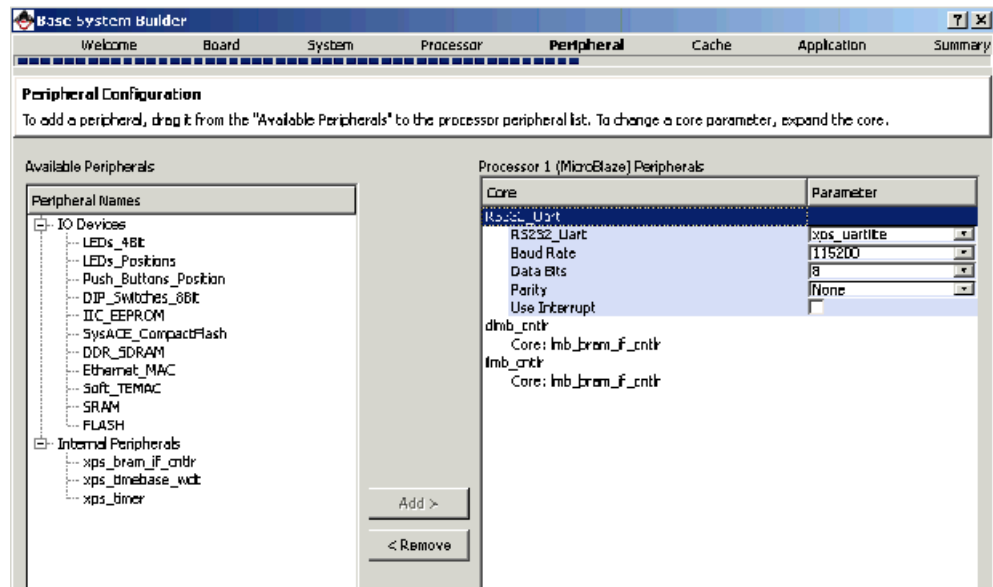 Base System Builder
Welcome Board System Processor Peripheral Cache Application Summary
Peripheral Configuration
To add a peripheral, drag it from the "Available Peripherals" to the processor peripheral list. To change a core parameter, expand the core.
Available Peripherals
Peripheral Names
IO Devices
LEDs_4Bit
LEDs_Positions
Push_Buttons_Position
DIP_Switches_8Bit
IIC_EEPROM
SysACE_CompactFlash
DDR_SDRAM
Ethernet_MAC
Soft_TEMAC
SRAM
FLASH
Internal Peripherals
xps_bram_if_cntlr
xps_timebase_wdt
xps_timer
Add >
< Remove
Processor 1 (MicroBlaze) Peripherals
Core Parameter
RS232_Uart
RS232_Uart xps_uartlite
Baud Rate 115200
Data Bits 8
Parity None
Use Interrupt
dlmb_cntlr
Core: lmb_bram_if_cntlr
ilmb_cntlr
Core: lmb_bram_if_cntlr